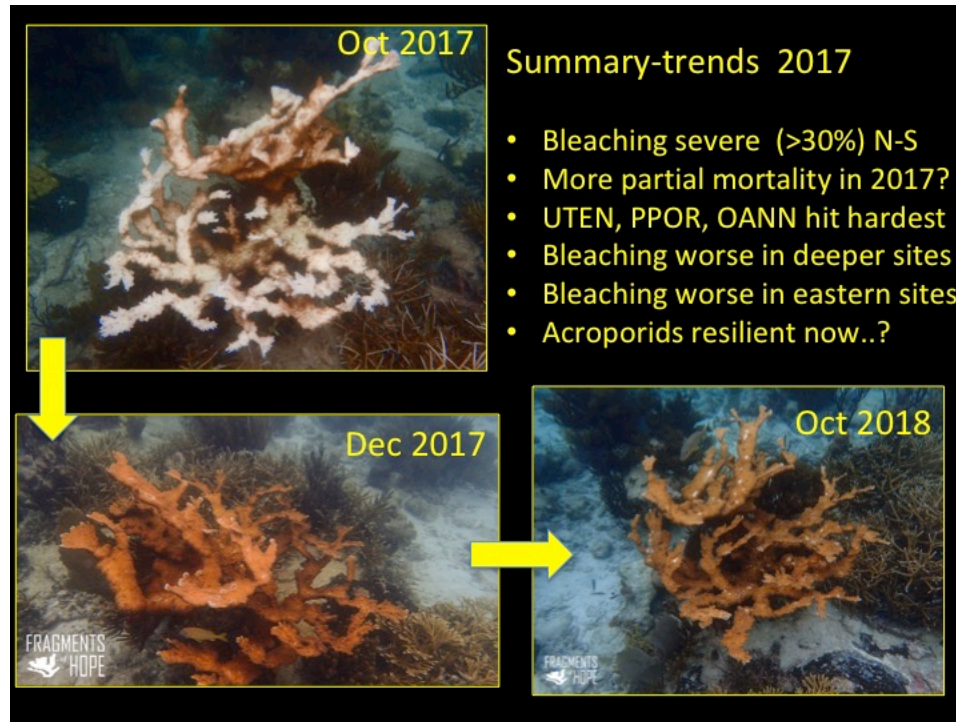 Oct 2017
Summary-trends 2017
• Bleaching severe (>30%) N-S
• More partial mortality in 2017?
• UTEN, PPOR, OANN hit hardest
• Bleaching worse in deeper sites
• Bleaching worse in eastern sites
• Acroporids resilient now..?
Dec 2017
FRAGMENTS
of HOPE
Oct 2018
FRAGMENTS
of HOPE